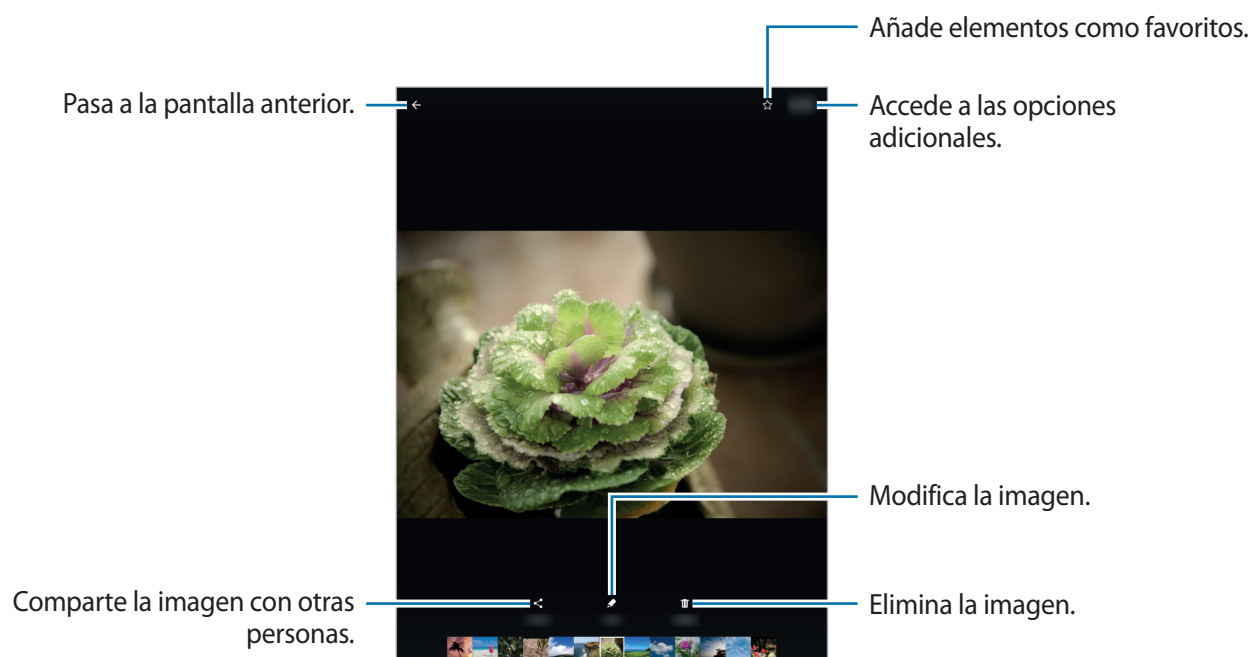 Añade elementos como favoritos.
Pasa a la pantalla anterior.
Accede a las opciones
adicionales.
Modifica la imagen.
Comparte la imagen con otras
personas.
Elimina la imagen.